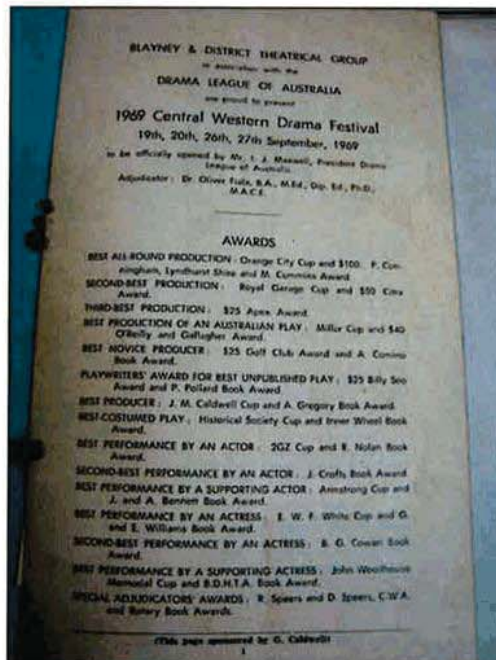 BLAYNEY & DISTRICT THEATRICAL GROUP
in association with the
DRAMA LEAGUE OF AUSTRALIA
are proud to present
1969 Central Western Drama Festival
19th, 20th, 26th, 27th September, 1969
to be officially opened by Mr. I. J. Maxwell, President Drama
League of Australia.
Adjudicator : Dr. Oliver B.A., M.Ed., Dip. Ed., Ph.D.,
M.A.C.E.
AWARDS
BEST ALL-ROUND PRODUCTION : Orange City Cup and $100. P. Cun-
ningham, Lyndhurst Shire and M. Cummins Award.
SECOND-BEST PRODUCTION : Royal Garage Cup and $50
Award.
THIRD-BEST PRODUCTION : $25 Apex Award.
BEST PRODUCTION OF AN AUSTRALIAN PLAY : Millor Cup and $40
O'Reilly and Gallagher Award.
BEST NOVICE PRODUCER : $25 Golf Club Award and A. Comino
Book Award.
PLAYWRITERS' AWARD FOR BEST UNPUBLISHED PLAY : $25 Billy Soo
Award and P. Pollard Book Award.
BEST PRODUCER : J. M. Caldwell Cup and A. Gregory Book Award.
BEST-COSTUMED PLAY : Historical Society Cup and Inner Wheel Book
Award.
BEST PERFORMANCE BY AN ACTOR : 2GZ Cup and R. Nolan Book
Award.
SECOND-BEST PERFORMANCE BY AN ACTOR : J. Crofts Book Award
BEST PERFORMANCE BY A SUPPORTING ACTOR : Armstrong Cup and
J. and A. Bennett Book Award.
BEST PERFORMANCE BY AN ACTRESS : E. W. F. White Cup and G.
and E. Williams Book Award.
SECOND-BEST PERFORMANCE BY AN ACTRESS : B. G. Cowan Book
Award.
BEST PERFORMANCE BY A SUPPORTING ACTRESS : John Woolhouse
Memorial Cup and B.D.H.T.A. Book Award.
SPECIAL ADJUDICATORS' AWARDS : R. Speers and D. Speers, C.W.A.
and Rotary Book Awards.
(This page sponsored by G. Caldwell)
1